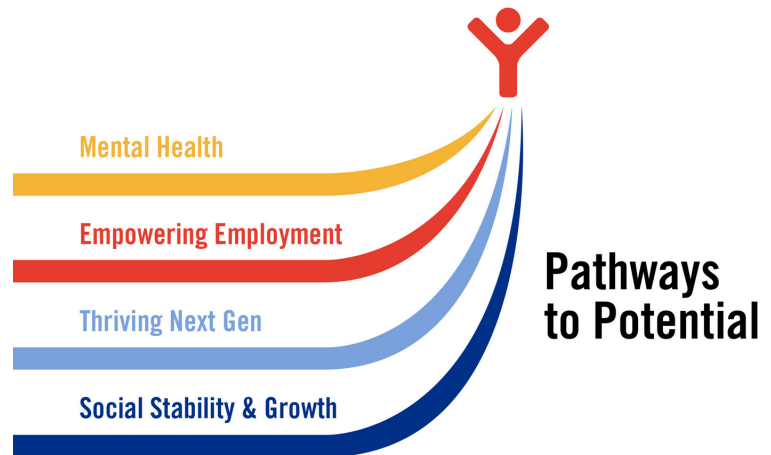 Mental Health
Empowering Employment
Thriving Next Gen
Social Stability & Growth
Pathways
to Potential